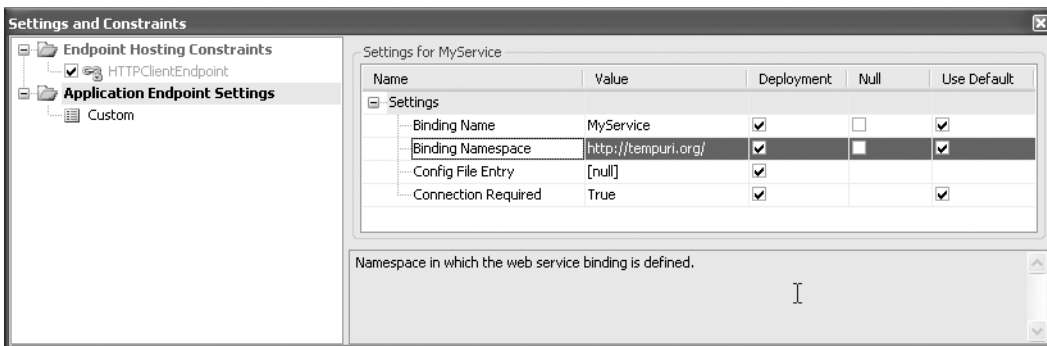 Settings and Constraints
Endpoint Hosting Constraints
HTTPClientEndpoint
Application Endpoint Settings
Custom
Settings for MyService
Name Value Deployment Null Use Default
Settings
Binding Name MyService
Binding Namespace http://tempuri.org/
Config File Entry [null]
Connection Required True
Namespace in which the web service binding is defined.